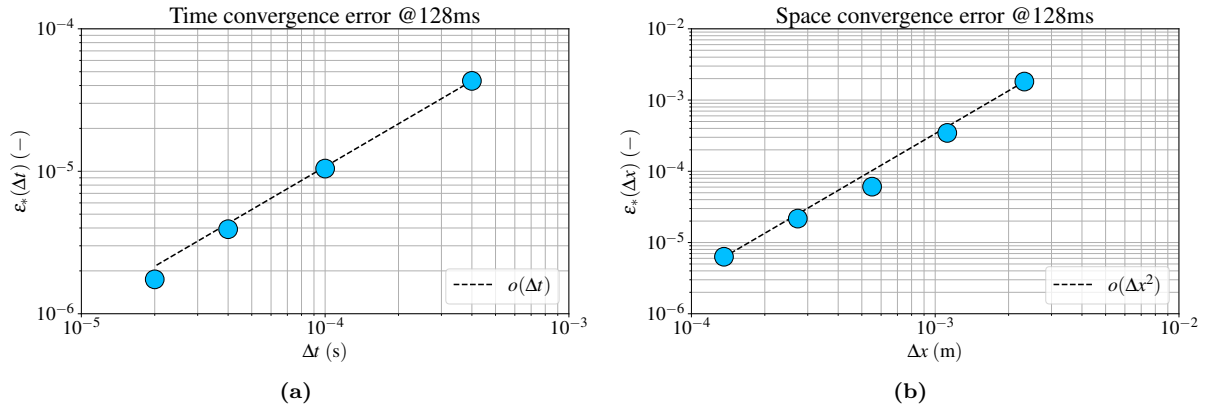 Time convergence error @128ms
10⁻⁴
10⁻⁵
10⁻⁶
ε*(Δt) (−)
o(Δt)
10⁻⁵
10⁻⁴
10⁻³
Δt (s)
(a)
Space convergence error @128ms
10⁻²
10⁻³
10⁻⁴
10⁻⁵
10⁻⁶
ε*(Δx) (−)
o(Δx²)
10⁻⁴
10⁻³
10⁻²
Δx (m)
(b)